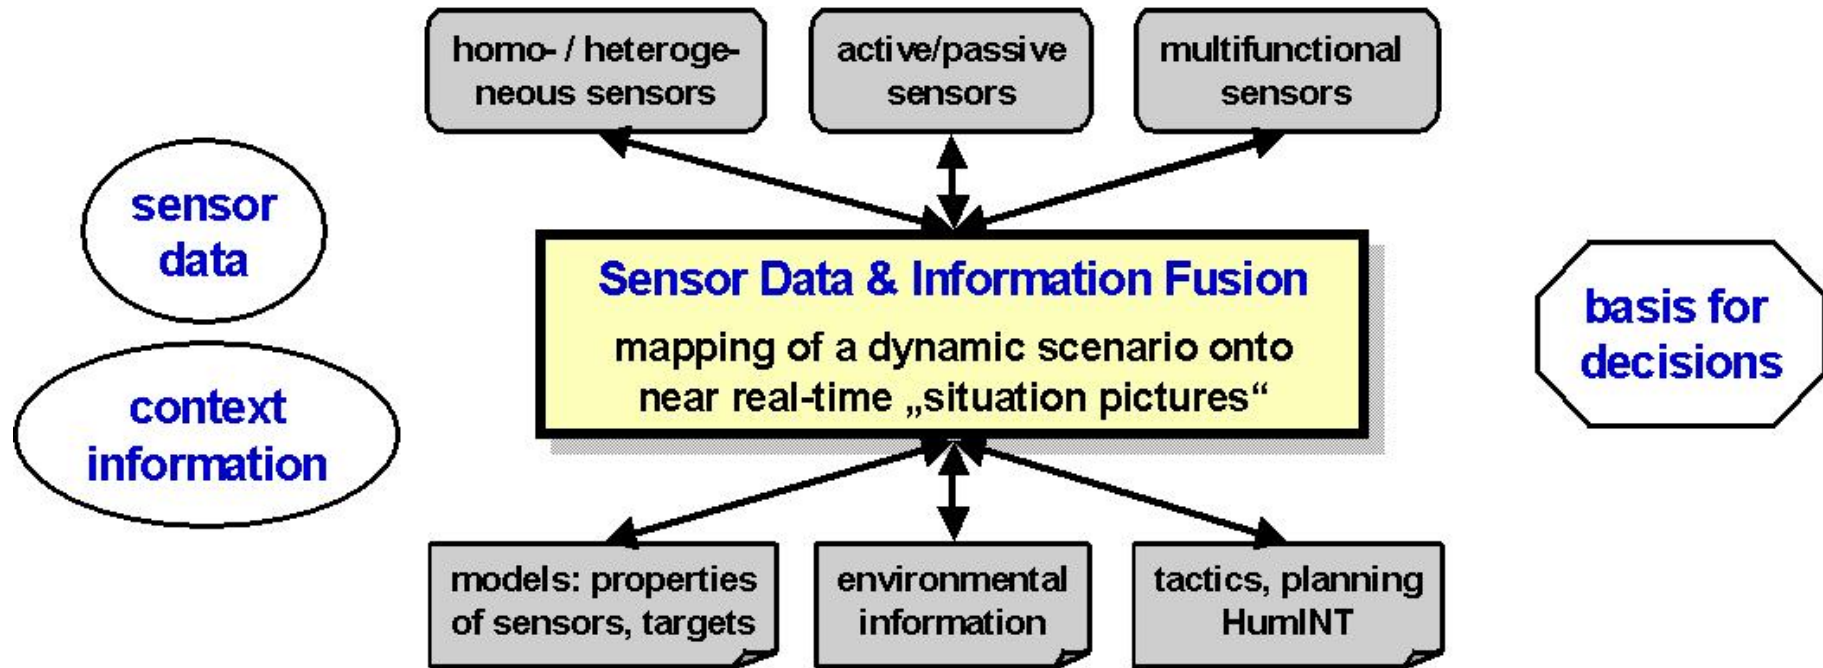 homo- / heteroge-
neous sensors
active/passive
sensors
multifunctional
sensors
sensor
data
context
information
Sensor Data & Information Fusion
mapping of a dynamic scenario onto
near real-time „situation pictures“
basis for
decisions
models: properties
of sensors, targets
environmental
information
tactics, planning
HumINT